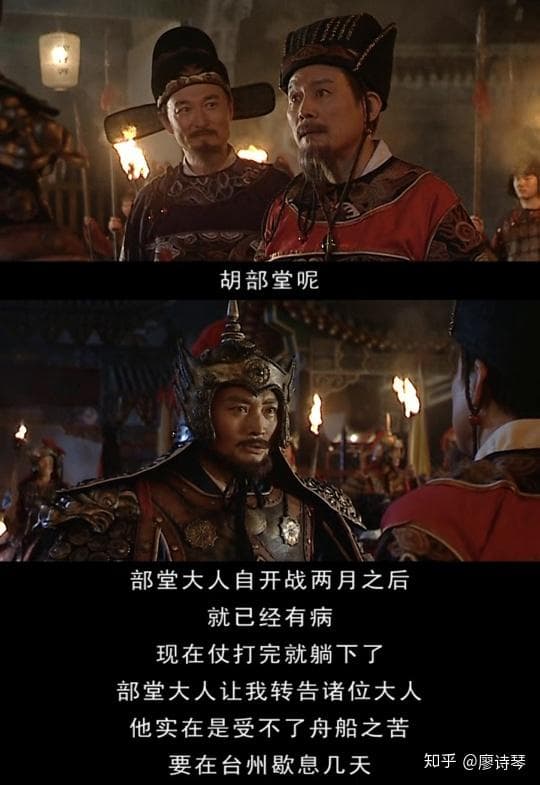 胡部堂呢
部堂大人自开战两月之后
就已经有病
现在仗打完就躺下了
部堂大人让我转告诸位大人
他实在是受不了舟船之苦
要在台州歇息几天
知乎 @廖诗琴